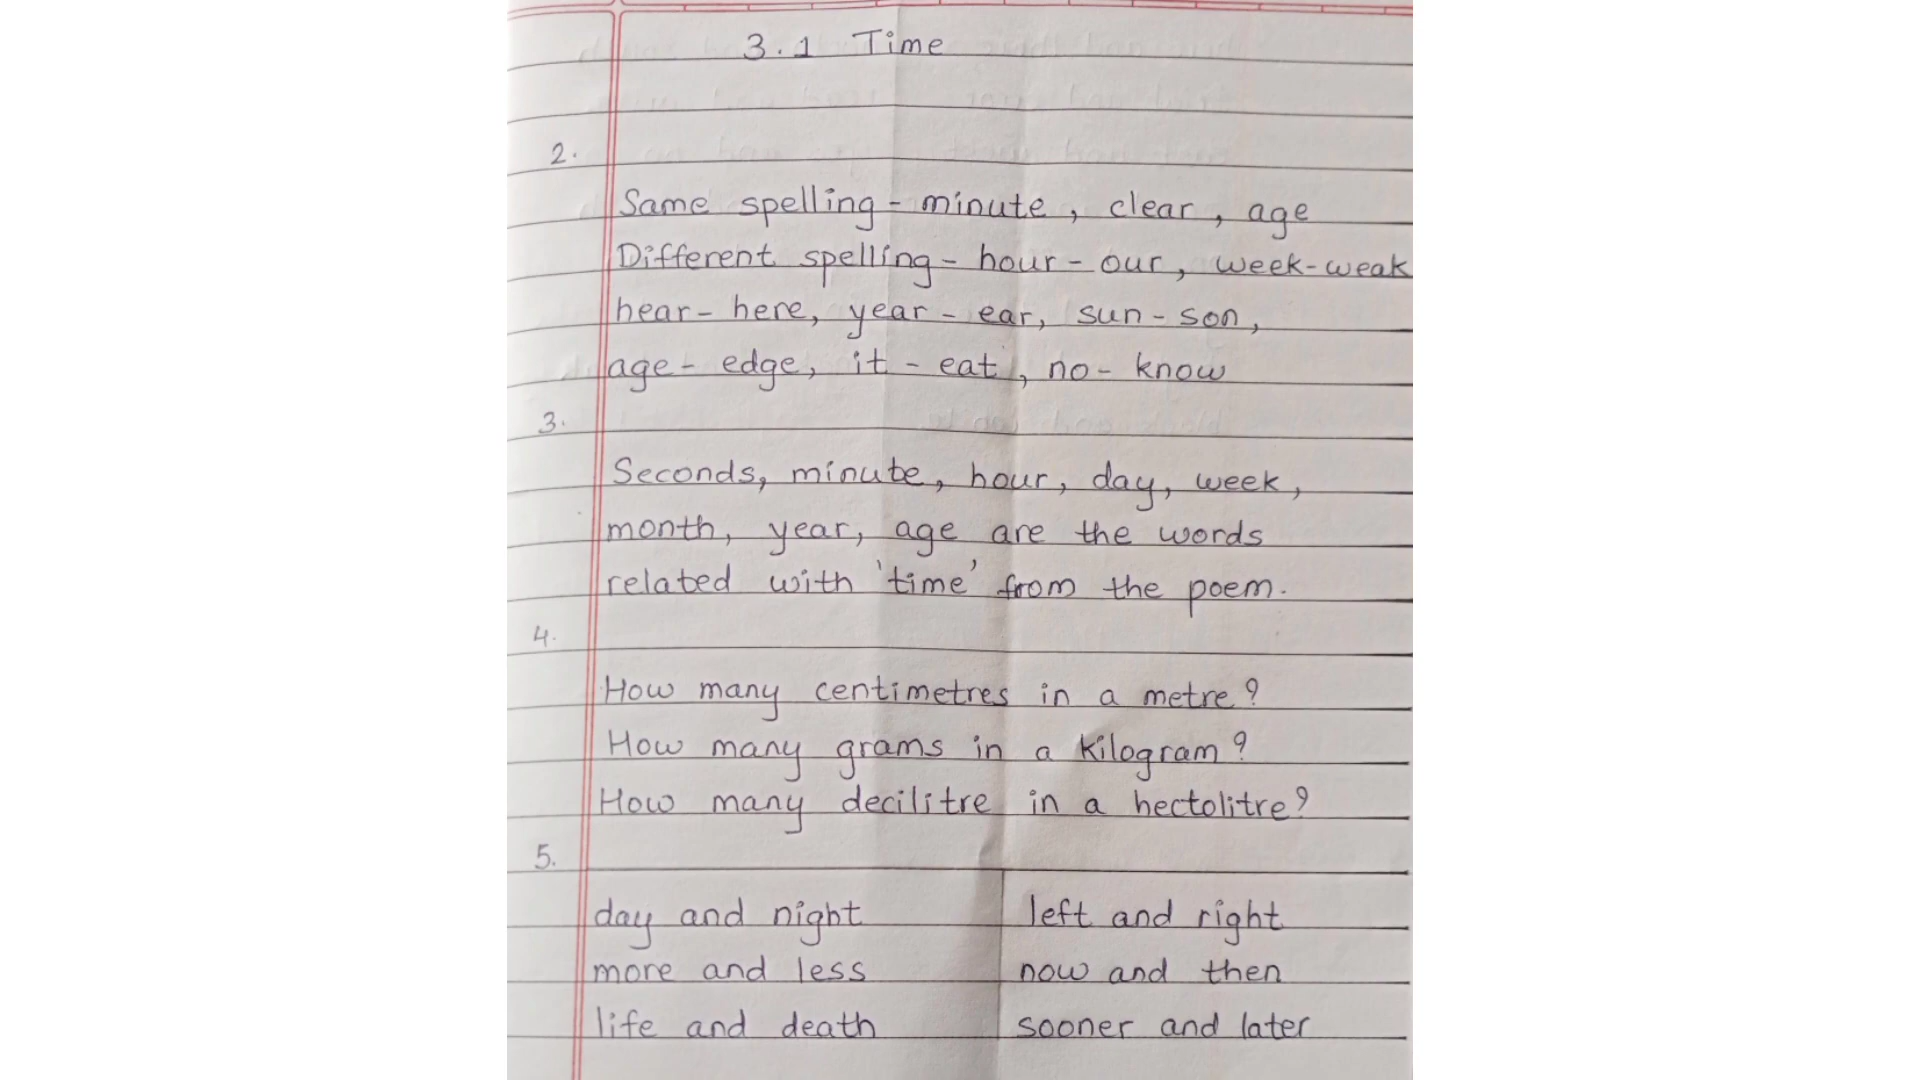 3.1 Time
2.
Same spelling - minute, clear, age
Different spelling - hour - our, week-weak
hear - here, year - ear, sun - son,
age - edge, it - eat, no - know
3.
Seconds, minute, hour, day, week,
month, year, age are the words
related with 'time' from the poem.
4.
How many centimetres in a metre?
How many grams in a kilogram?
How many decilitre in a hectolitre?
5.
day and night left and right
more and less now and then
life and death sooner and later